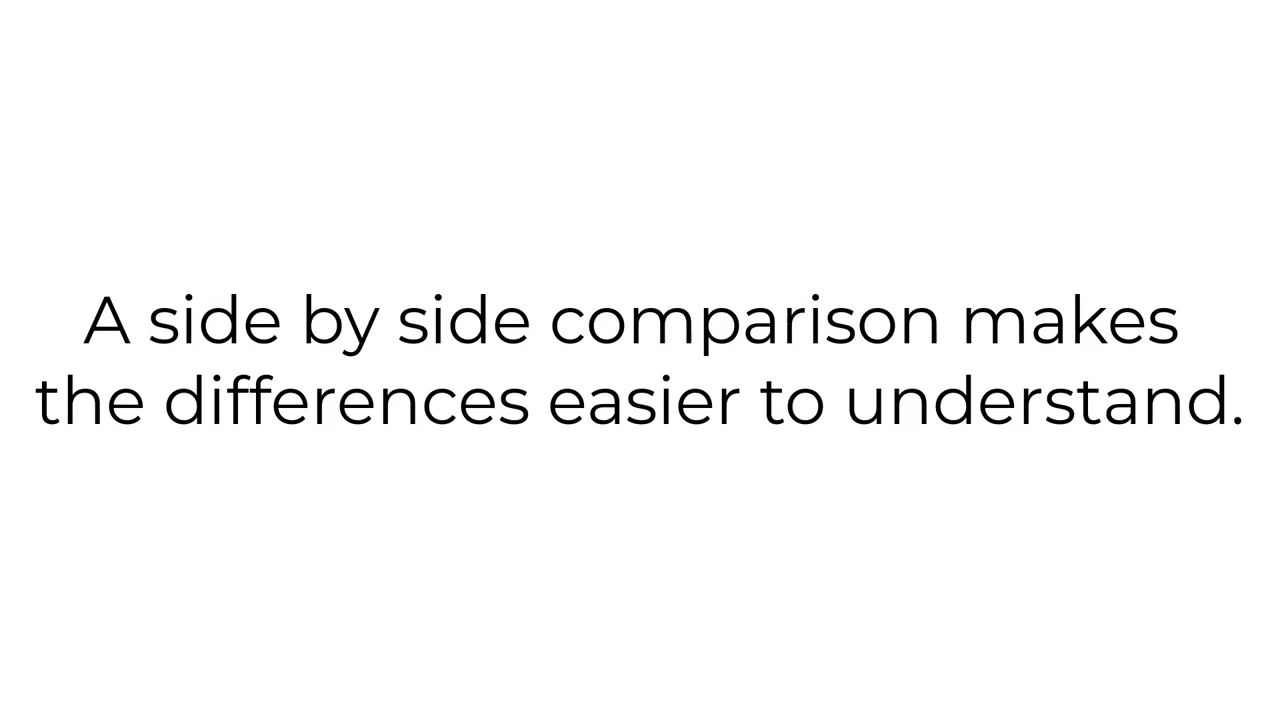 A side by side comparison makes
the differences easier to understand.